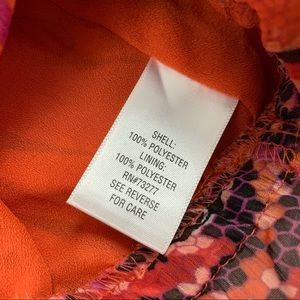 SHELL:
100% POLYESTER
LINING:
100% POLYESTER
RN#73277
SEE REVERSE
FOR CARE